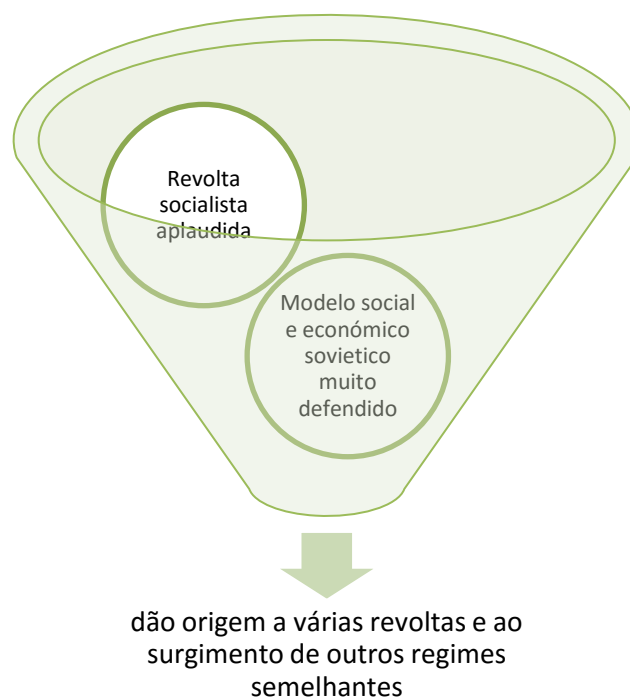 Revolta
socialista
aplaudida
Modelo social
e económico
sovietico
muito
defendido
dão origem a várias revoltas e ao
surgimento de outros regimes
semelhantes